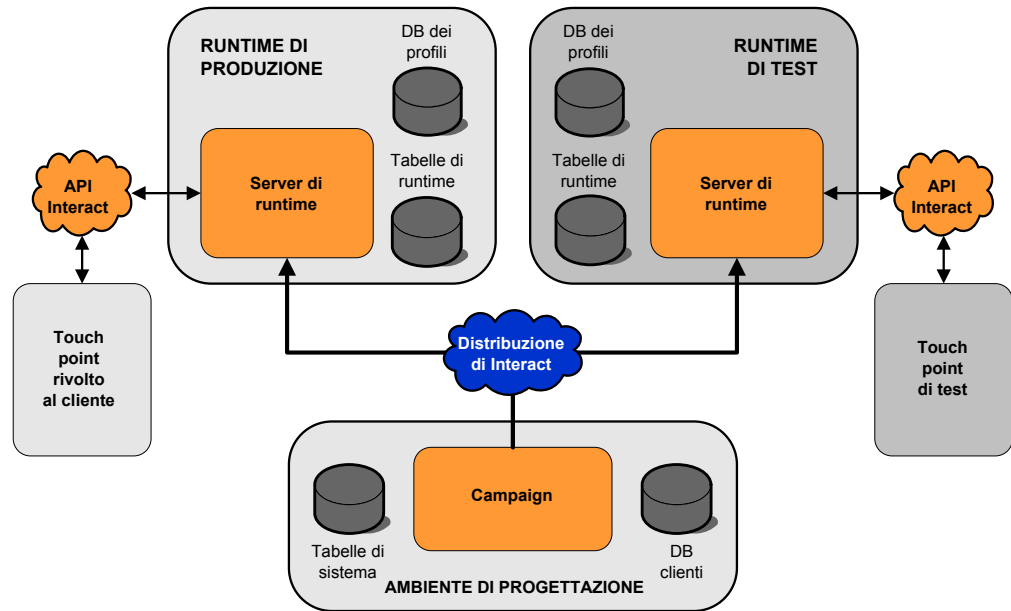 RUNTIME DI
PRODUZIONE
DB dei
profili
Server di
runtime
Tabelle di
runtime
DB dei
profili
RUNTIME
DI TEST
Tabelle di
runtime
Server di
runtime
API
Interact
API
Interact
Touch
point
rivolto
al cliente
Distribuzione
di Interact
Touch
point
di test
Campaign
Tabelle di
sistema
DB
clienti
AMBIENTE DI PROGETTAZIONE